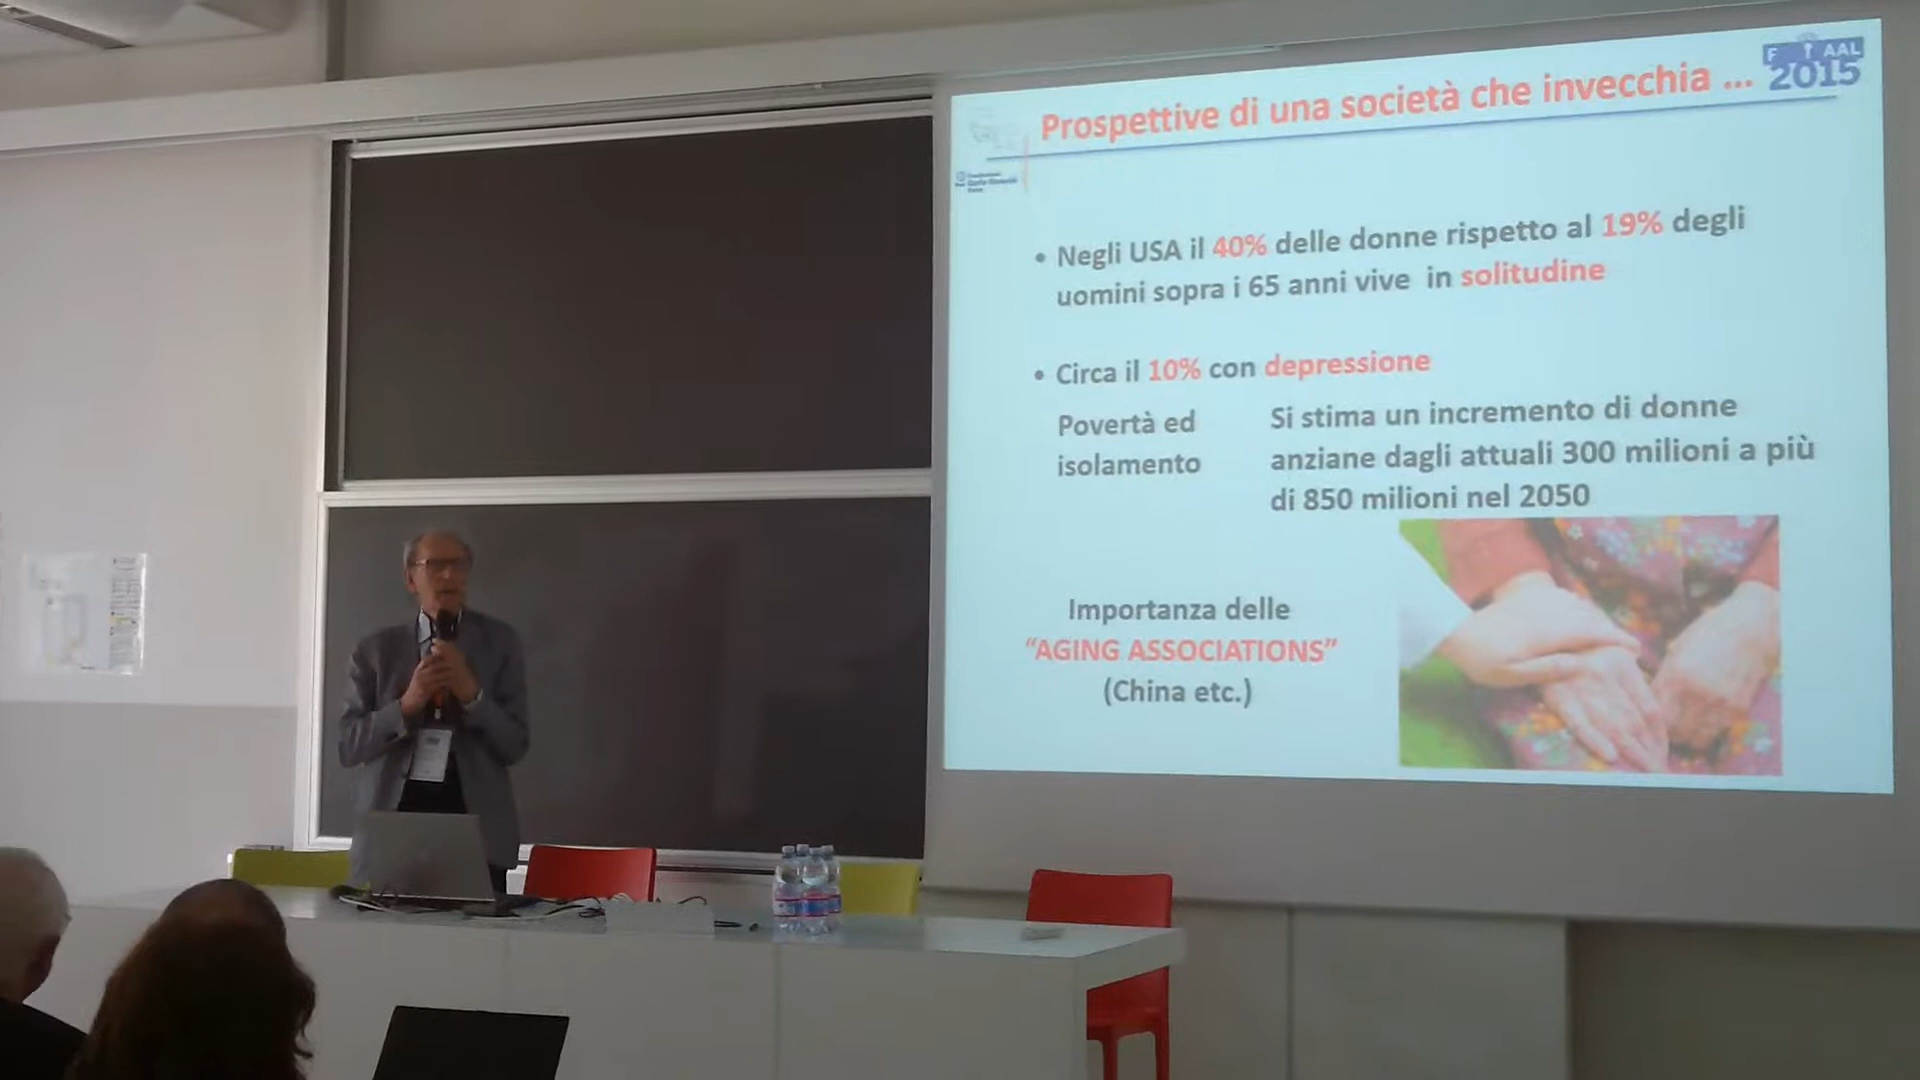 Prospettive di una società che invecchia ...
AAL
2015
• Negli USA il 40% delle donne rispetto al 19% degli
uomini sopra i 65 anni vive in solitudine
• Circa il 10% con depressione
Povertà ed
isolamento
Si stima un incremento di donne
anziane dagli attuali 300 milioni a più
di 850 milioni nel 2050
Importanza delle
“AGING ASSOCIATIONS”
(China etc.)